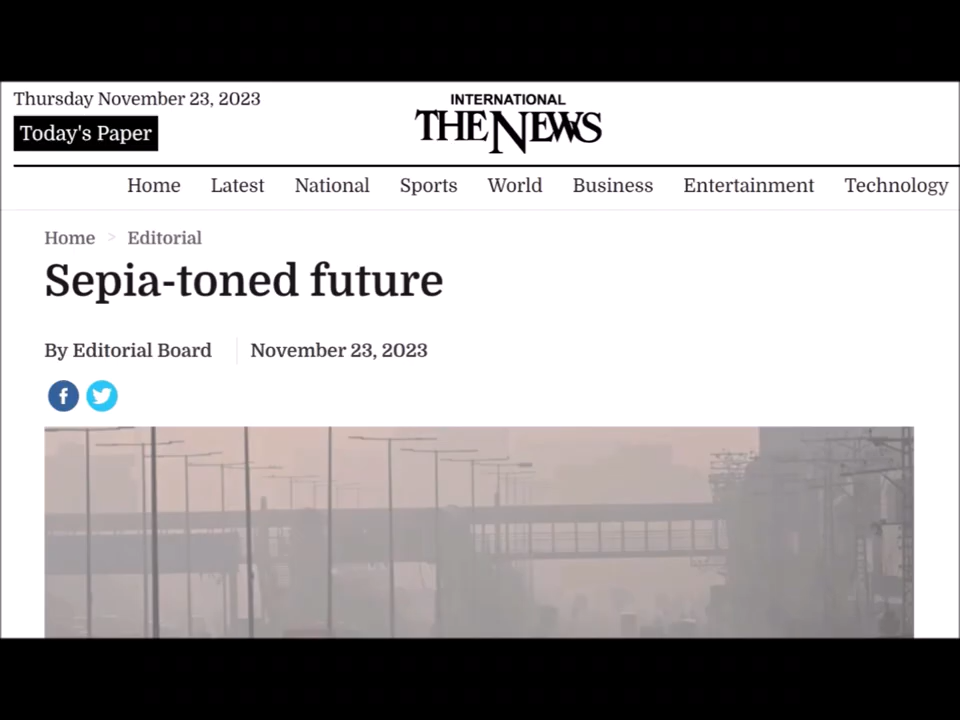 Thursday November 23, 2023
Today's Paper
INTERNATIONAL
THE NEWS
Home Latest National Sports World Business Entertainment Technology
Home > Editorial
Sepia-toned future
By Editorial Board November 23, 2023